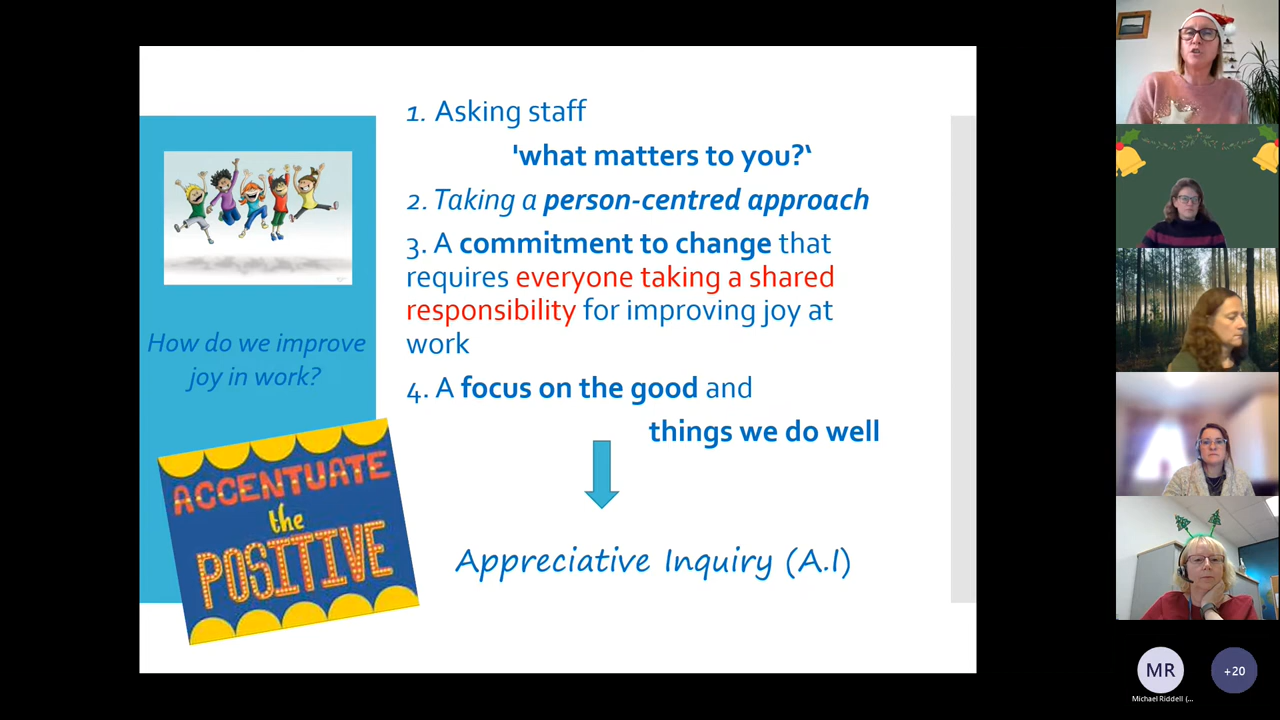 1. Asking staff
'what matters to you?‘
2. Taking a person-centred approach
3. A commitment to change that
requires everyone taking a shared
responsibility for improving joy at
work
4. A focus on the good and
things we do well
Appreciative Inquiry (A.I)
How do we improve
joy in work?
ACCENTUATE
the
POSITIVE
MR
+20
Michael Riddell (...